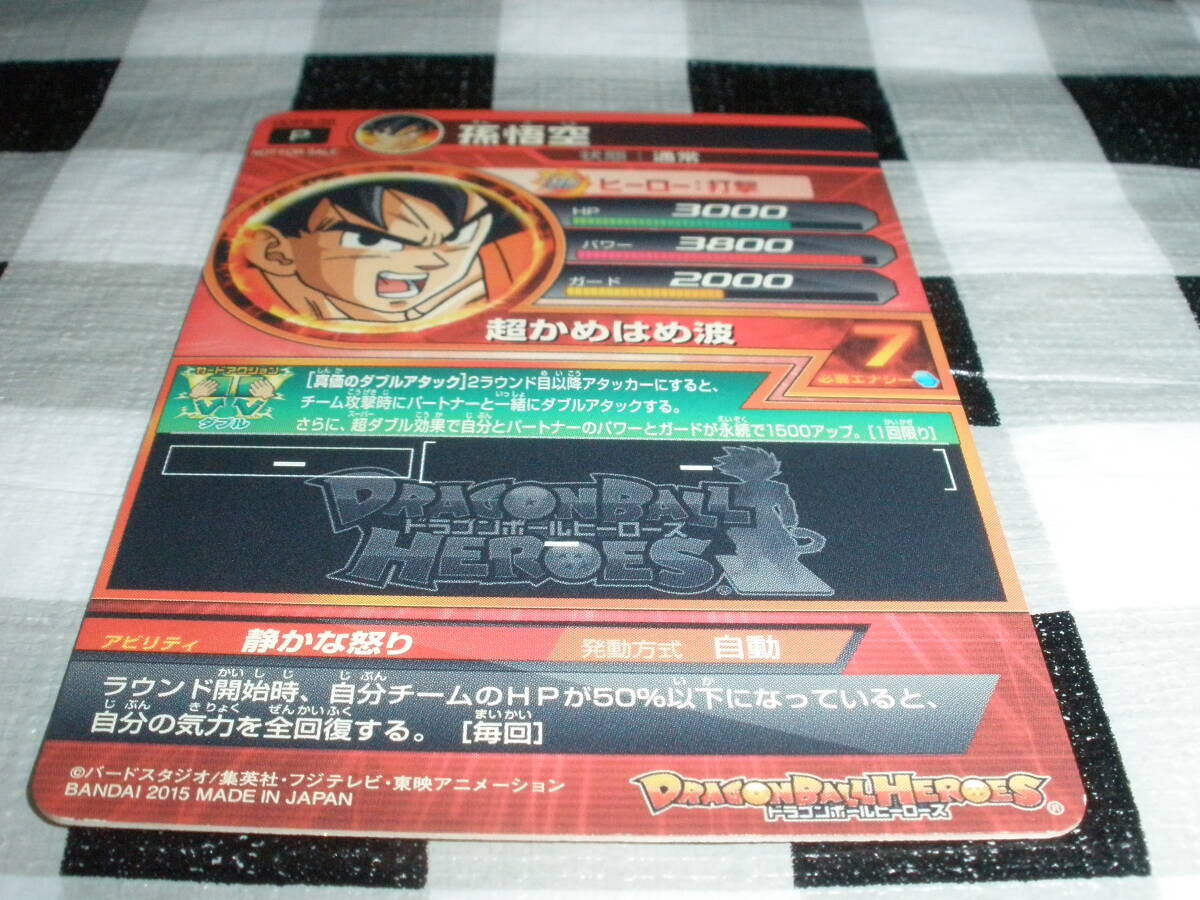 P
孫悟空
NOT FOR SALE
状態：通常
ヒーロー：打撃
HP 3000
パワー 3800
ガード 2000
超かめはめ波
7
必要エナジー
カードアクション
ダブル
[真価のダブルアタック]2ラウンド目以降アタッカーにすると、
チーム攻撃時にパートナーと一緒にダブルアタックする。
さらに、超ダブル効果で自分とパートナーのパワーとガードが永続で1500アップ。[1回限り]
DRAGONBALL
ドラゴンボールヒーローズ
HEROES
アビリティ 静かな怒り 発動方式 自動
ラウンド開始時、自分チームのHPが50%以下になっていると、
自分の気力を全回復する。 [毎回]
©バードスタジオ/集英社・フジテレビ・東映アニメーション
BANDAI 2015 MADE IN JAPAN
DRAGONBALL HEROES
ドラゴンボールヒーローズ